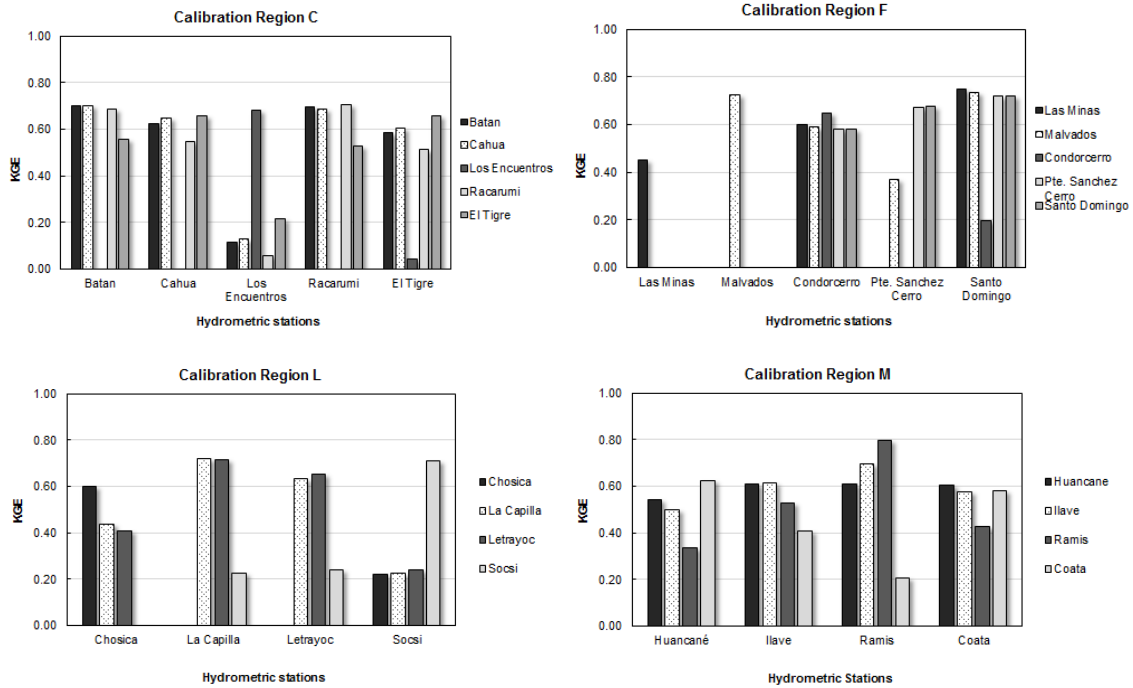 Calibration Region C
1.00
0.80
0.60
0.40
0.20
0.00
KGE
Batan
Cahua
Los
Encuentros
Racarumi
El Tigre
Hydrometric stations
Batan
Cahua
Los Encuentros
Racarumi
El Tigre
Calibration Region F
1.00
0.80
0.60
0.40
0.20
0.00
KGE
Las Minas
Malvados
Condorcerro
Pte. Sanchez
Cerro
Santo
Domingo
Hydrometric stations
Las Minas
Malvados
Condorcerro
Pte. Sanchez
Cerro
Santo Domingo
Calibration Region L
1.00
0.80
0.60
0.40
0.20
0.00
KGE
Chosica
La Capilla
Letrayoc
Socsi
Hydrometric stations
Chosica
La Capilla
Letrayoc
Socsi
Calibration Region M
1.00
0.80
0.60
0.40
0.20
0.00
KGE
Huancané
Ilave
Ramis
Coata
Hydrometric Stations
Huancane
Ilave
Ramis
Coata